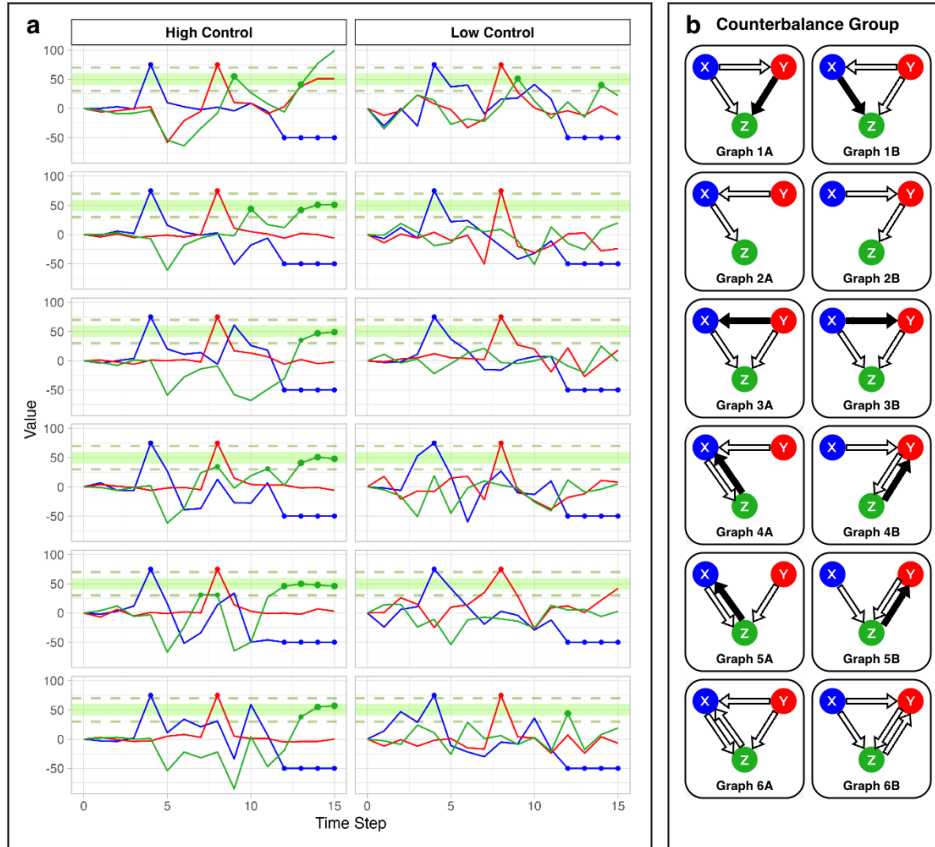 a
High Control
Low Control
100
50
0
-50
100
50
0
-50
100
50
0
-50
100
50
0
-50
100
50
0
-50
100
50
0
-50
Value
0
5
10
15
0
5
10
15
Time Step
b Counterbalance Group
X Y X Y
Z Z
Graph 1A Graph 1B
X Y X Y
Z Z
Graph 2A Graph 2B
X Y X Y
Z Z
Graph 3A Graph 3B
X Y X Y
Z Z
Graph 4A Graph 4B
X Y X Y
Z Z
Graph 5A Graph 5B
X Y X Y
Z Z
Graph 6A Graph 6B